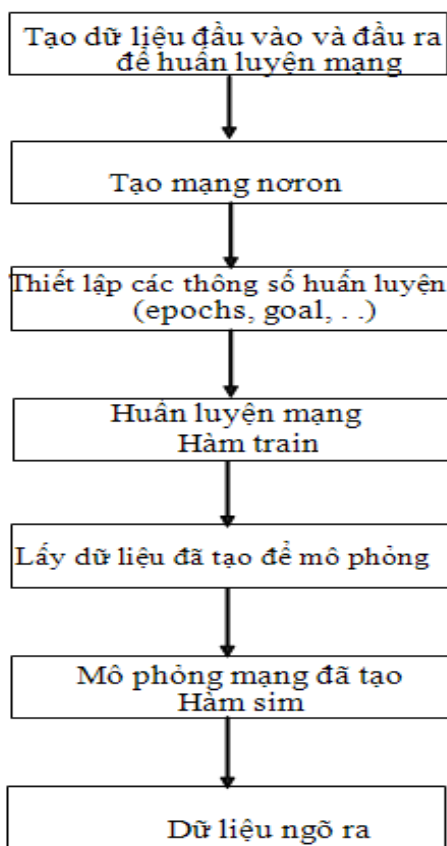 Tạo dữ liệu đầu vào và đầu ra
để huấn luyện mạng
Tạo mạng nơron
Thiết lập các thông số huấn luyện
(epochs, goal, . .)
Huấn luyện mạng
Hàm train
Lấy dữ liệu đã tạo để mô phỏng
Mô phỏng mạng đã tạo
Hàm sim
Dữ liệu ngõ ra